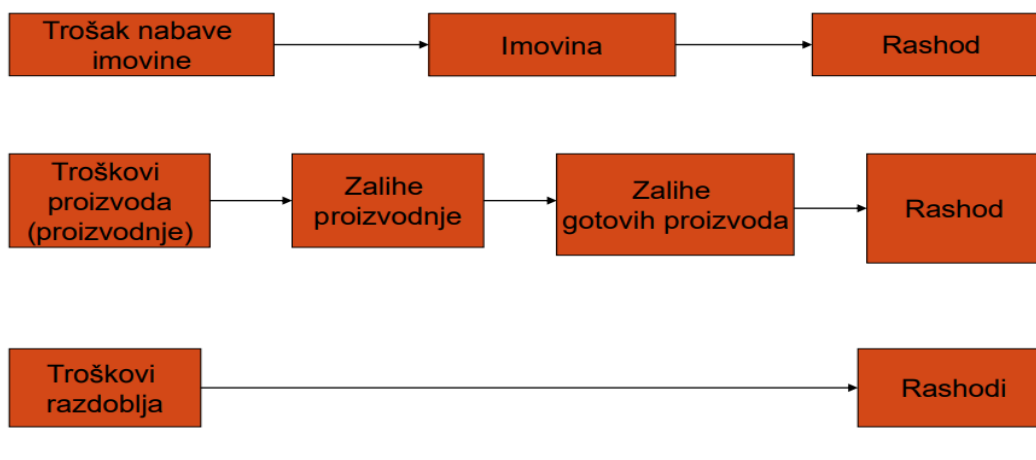 Trošak nabave
imovine
Imovina
Rashod
Troškovi
proizvoda
(proizvodnje)
Zalihe
proizvodnje
Zalihe
gotovih proizvoda
Rashod
Troškovi
razdoblja
Rashodi